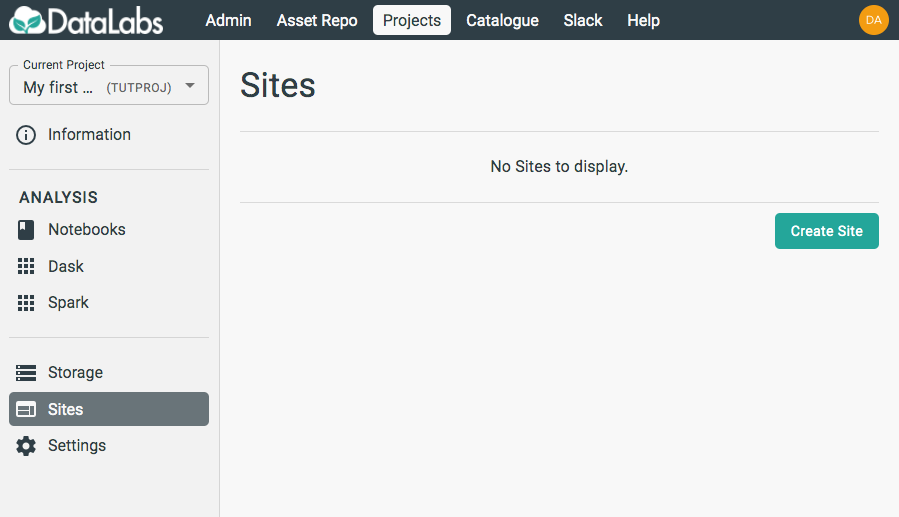 DataLabs Admin Asset Repo Projects Catalogue Slack Help DA
Current Project
My first ... (TUTPROJ)
Information
ANALYSIS
Notebooks
Dask
Spark
Storage
Sites
Settings
Sites
No Sites to display.
Create Site